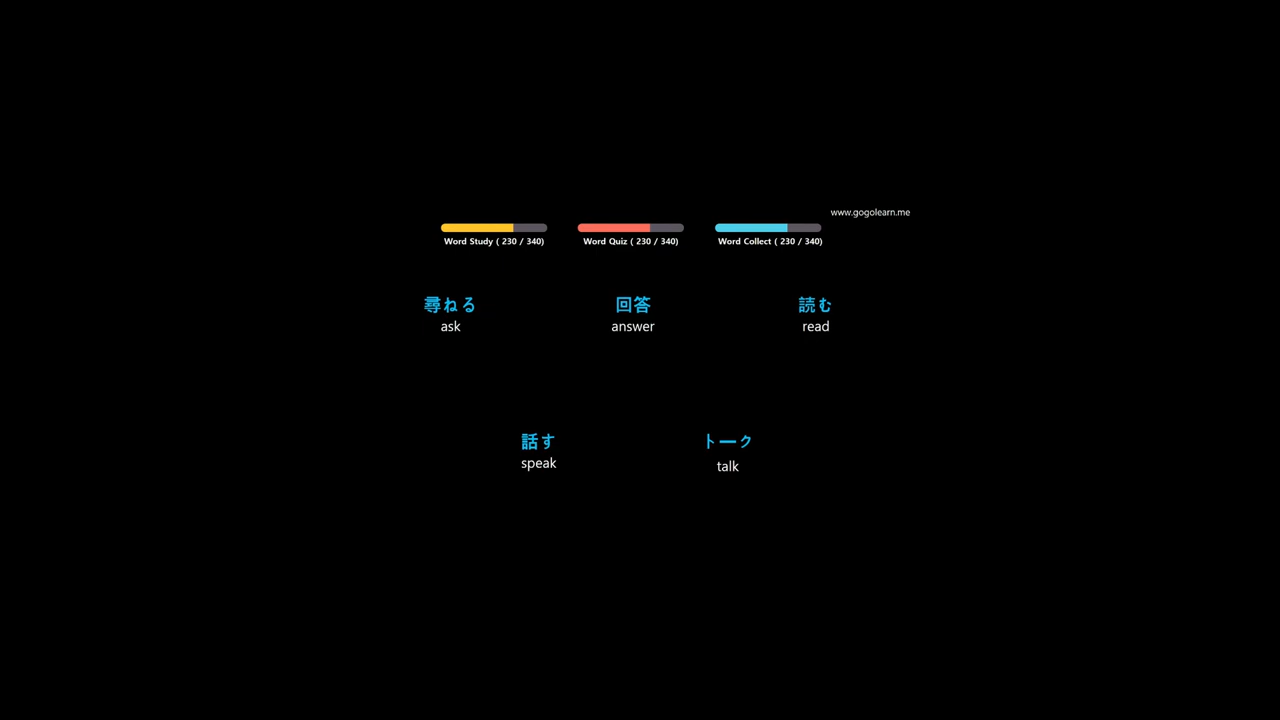 www.gogolearn.me
Word Study ( 230 / 340)
Word Quiz ( 230 / 340)
Word Collect ( 230 / 340)
尋ねる
ask
回答
answer
読む
read
話す
speak
トーク
talk